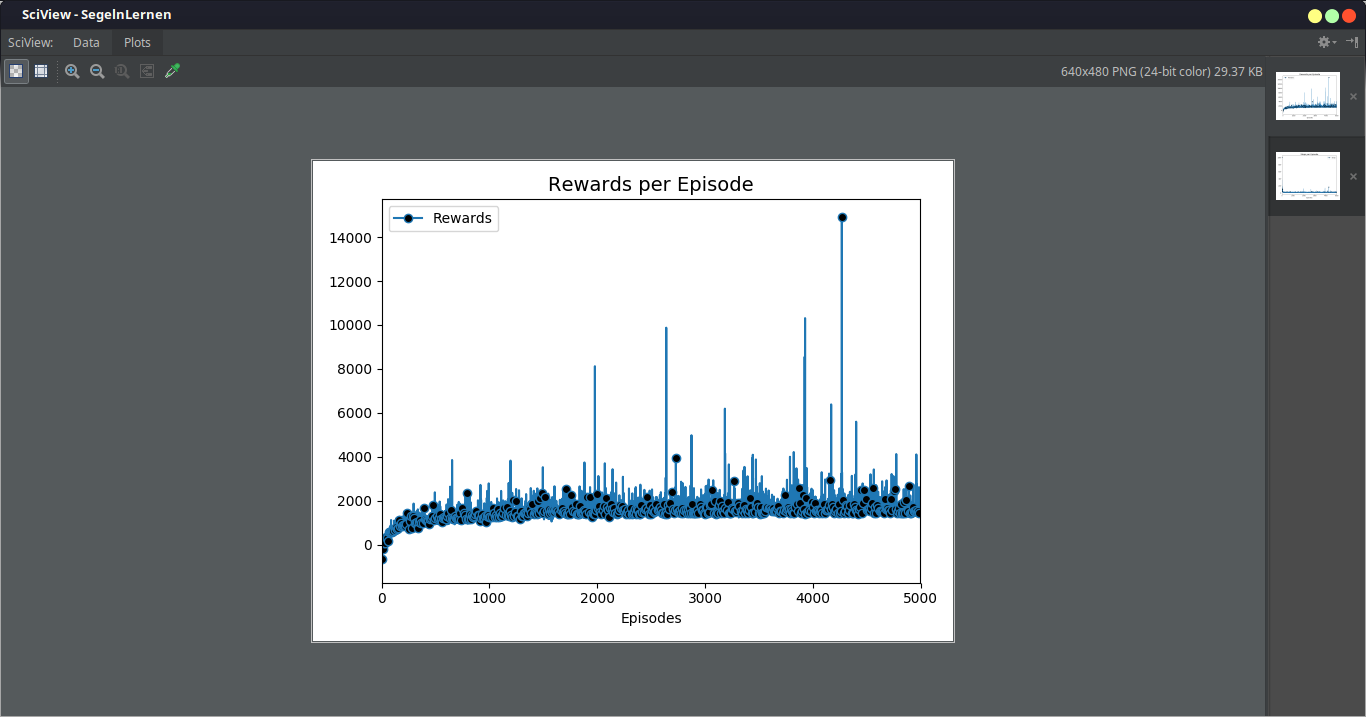 SciView - SegelnLernen
SciView: Data Plots
640x480 PNG (24-bit color) 29.37 KB
Rewards per Episode
Rewards
14000
12000
10000
8000
6000
4000
2000
0
0 1000 2000 3000 4000 5000
Episodes